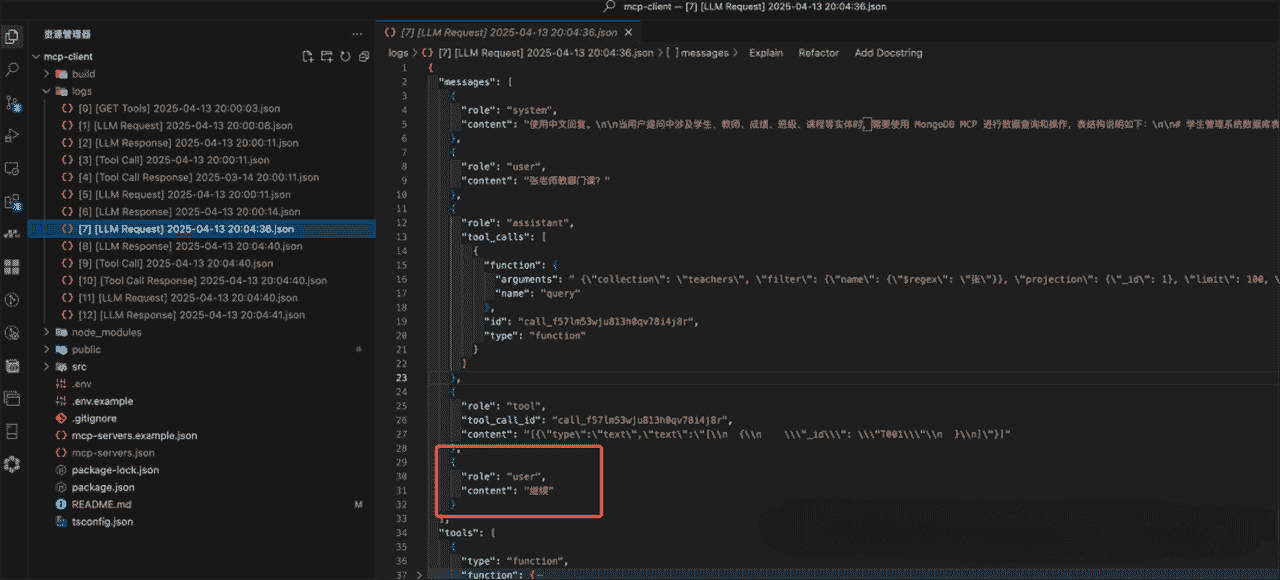 mcp-client — [7] [LLM Request] 2025-04-13 20:04:36.json
资源管理器
mcp-client
build
logs
[0] [GET Tools] 2025-04-13 20:00:03.json
[1] [LLM Request] 2025-04-13 20:00:08.json
[2] [LLM Response] 2025-04-13 20:00:11.json
[3] [Tool Call] 2025-04-13 20:00:11.json
[4] [Tool Call Response] 2025-03-14 20:00:11.json
[5] [LLM Request] 2025-04-13 20:00:11.json
[6] [LLM Response] 2025-04-13 20:00:14.json
[7] [LLM Request] 2025-04-13 20:04:36.json
[8] [LLM Response] 2025-04-13 20:04:40.json
[9] [Tool Call] 2025-04-13 20:04:40.json
[10] [Tool Call Response] 2025-04-13 20:04:40.json
[11] [LLM Request] 2025-04-13 20:04:40.json
[12] [LLM Response] 2025-04-13 20:04:41.json
node_modules
public
src
.env
.env.example
.gitignore
mcp-servers.example.json
mcp-servers.json
package-lock.json
package.json
README.md M
tsconfig.json
[7] [LLM Request] 2025-04-13 20:04:36.json
logs > {} [7] [LLM Request] 2025-04-13 20:04:36.json > [ ] messages > Explain Refactor Add Docstring
1 {
2 "messages": [
3 {
4 "role": "system",
5 "content": "使用中文回复。\n\n当用户提问中涉及学生、教师、成绩、班级、课程等实体时，需要使用 MongoDB MCP 进行数据查询和操作，表结构说明如下：\n\n# 学生管理系统数据库表
6 },
7 {
8 "role": "user",
9 "content": "张老师教哪门课？"
10 },
11 {
12 "role": "assistant",
13 "tool_calls": [
14 {
15 "function": {
16 "arguments": " {\"collection\": \"teachers\", \"filter\": {\"name\": {\"$regex\": \"张\"}}, \"projection\": {\"_id\": 1}, \"limit\": 100, \
17 "name": "query"
18 },
19 "id": "call_f57lm53wju813h0qv78i4j8r",
20 "type": "function"
21 }
22 ]
23 },
24 {
25 "role": "tool",
26 "tool_call_id": "call_f57lm53wju813h0qv78i4j8r",
27 "content": "[{\"type\":\"text\",\"text\":\"[\\n  {\\n    \\\"_id\\\": \\\"T001\\\"\\n  }\\n]\"}]"
28 },
29 {
30 "role": "user",
31 "content": "继续"
32 }
33 ],
34 "tools": [
35 {
36 "type": "function",
37 "function": {